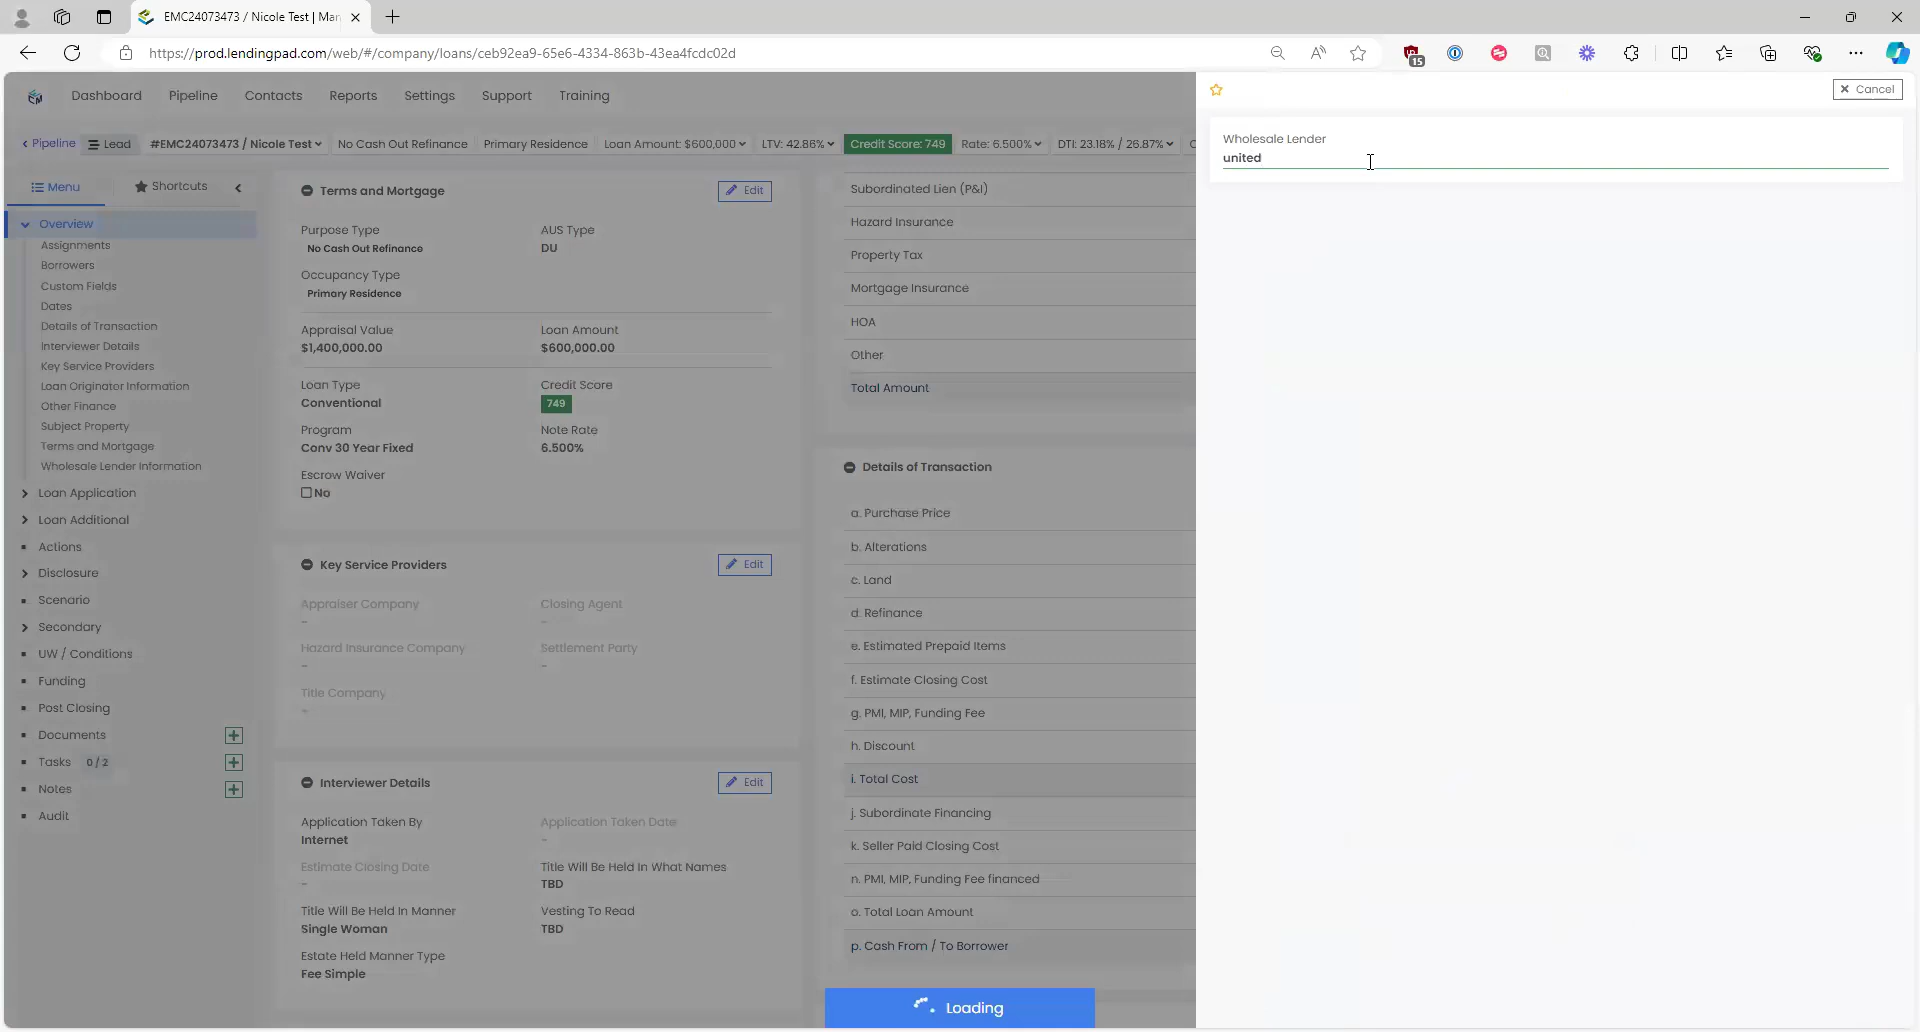 EMC24073473 / Nicole Test | Mar
https://prod.lendingpad.com/web/#/company/loans/ceb92ea9-65e6-4334-863b-43ea4fcdc02d
15
Dashboard Pipeline Contacts Reports Settings Support Training
Cancel
Pipeline Lead #EMC24073473 / Nicole Test No Cash Out Refinance Primary Residence Loan Amount: $600,000 LTV: 42.86% Credit Score: 749 Rate: 6.500% DTI: 23.18% / 26.87% C
Menu Shortcuts
Overview
Assignments
Borrowers
Custom Fields
Dates
Details of Transaction
Interviewer Details
Key Service Providers
Loan Originator Information
Other Finance
Subject Property
Terms and Mortgage
Wholesale Lender Information
Loan Application
Loan Additional
Actions
Disclosure
Scenario
Secondary
UW / Conditions
Funding
Post Closing
Documents
Tasks 0 / 2
Notes
Audit
Terms and Mortgage Edit
Purpose Type AUS Type
No Cash Out Refinance DU
Occupancy Type
Primary Residence
Appraisal Value Loan Amount
$1,400,000.00 $600,000.00
Loan Type Credit Score
Conventional 749
Program Note Rate
Conv 30 Year Fixed 6.500%
Escrow Waiver
No
Key Service Providers Edit
Appraiser Company Closing Agent
- -
Hazard Insurance Company Settlement Party
- -
Title Company
-
Interviewer Details Edit
Application Taken By Application Taken Date
Internet -
Estimate Closing Date Title Will Be Held In What Names
- TBD
Title Will Be Held In Manner Vesting To Read
Single Woman TBD
Estate Held Manner Type
Fee Simple
Subordinated Lien (P&I)
Hazard Insurance
Property Tax
Mortgage Insurance
HOA
Other
Total Amount
Details of Transaction
a. Purchase Price
b. Alterations
c. Land
d. Refinance
e. Estimated Prepaid Items
f. Estimate Closing Cost
g. PMI, MIP, Funding Fee
h. Discount
i. Total Cost
j. Subordinate Financing
k. Seller Paid Closing Cost
n. PMI, MIP, Funding Fee financed
o. Total Loan Amount
p. Cash From / To Borrower
Loading
Wholesale Lender
united